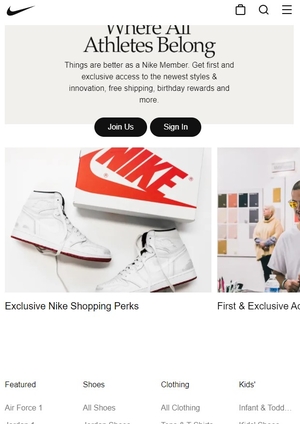 Where All
Athletes Belong
Things are better as a Nike Member. Get first and
exclusive access to the newest styles &
innovation, free shipping, birthday rewards and
more.
Join Us
Sign In
NIKE
Exclusive Nike Shopping Perks
First & Exclusive Ac
Featured
Shoes
Clothing
Kids'
Air Force 1
All Shoes
All Clothing
Infant & Todd...
Jordan 1
Jordan Shoes
Tops & T-Shirts
Kids' Shoes